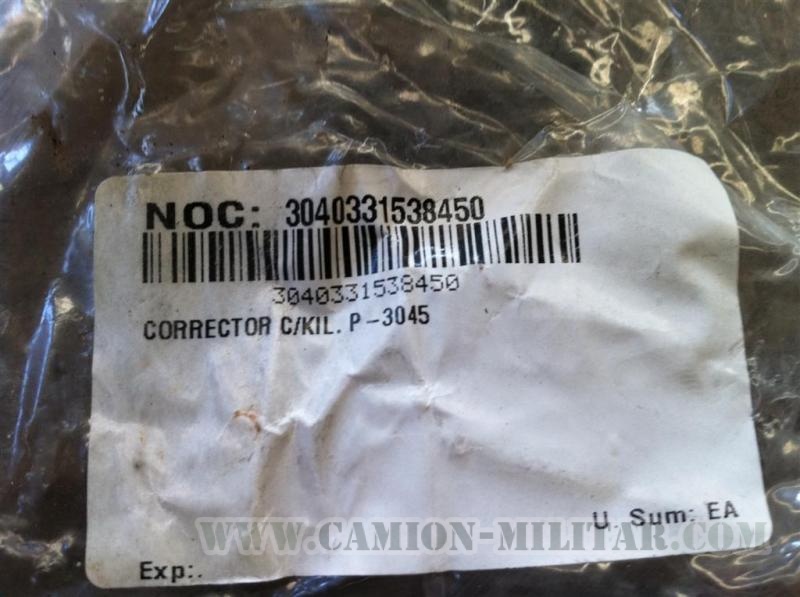 NOC: 3040331538450
3040331538450
CORRECTOR C/KIL. P-3045
U. Sum: EA
WWW.CAMION-MILITAR.COM
Exp:.